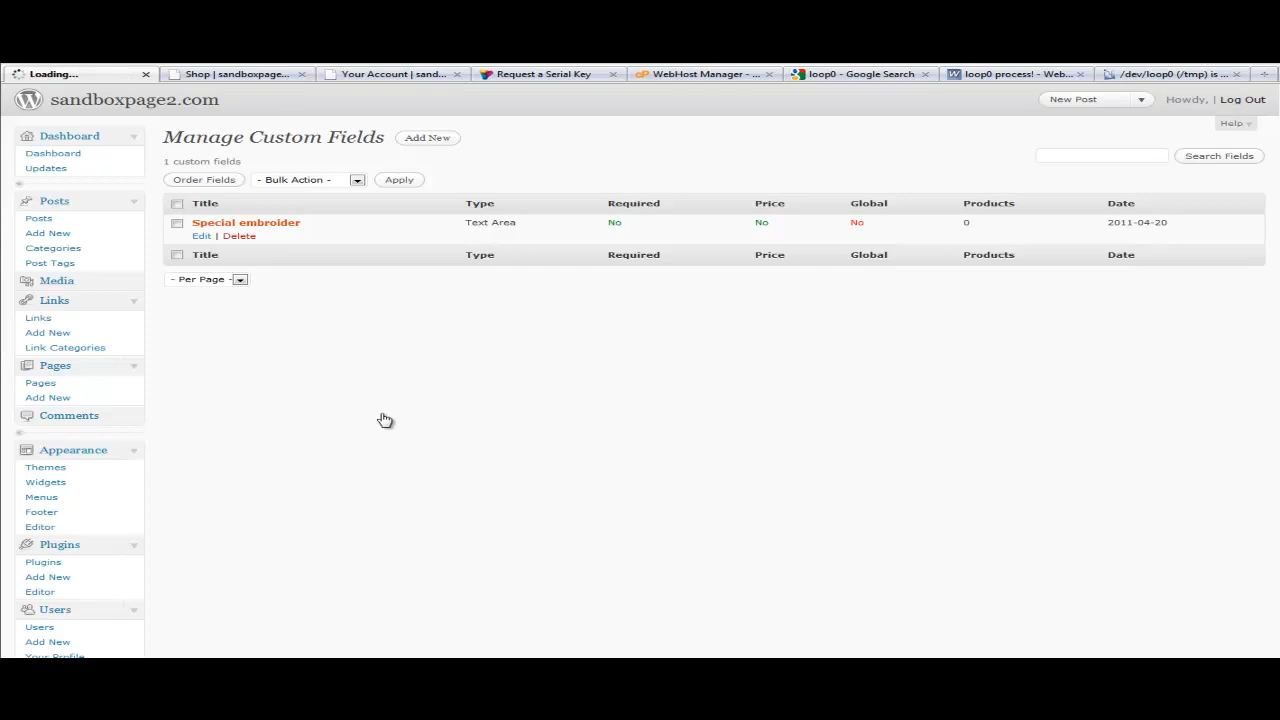 Loading...
Shop | sandboxpage...
Your Account | sand...
Request a Serial Key
cP WebHost Manager - ...
loop0 - Google Search
W loop0 process! - Web...
/dev/loop0 (/tmp) is ...
sandboxpage2.com
New Post
Howdy, | Log Out
Help
Dashboard
Dashboard
Updates
Posts
Posts
Add New
Categories
Post Tags
Media
Links
Links
Add New
Link Categories
Pages
Pages
Add New
Comments
Appearance
Themes
Widgets
Menus
Footer
Editor
Plugins
Plugins
Add New
Editor
Users
Users
Add New
Your Profile
Manage Custom Fields
Add New
1 custom fields
Search Fields
Order Fields
- Bulk Action -
Apply
Title Type Required Price Global Products Date
Special embroider Text Area No No No 0 2011-04-20
Edit | Delete
Title Type Required Price Global Products Date
- Per Page -